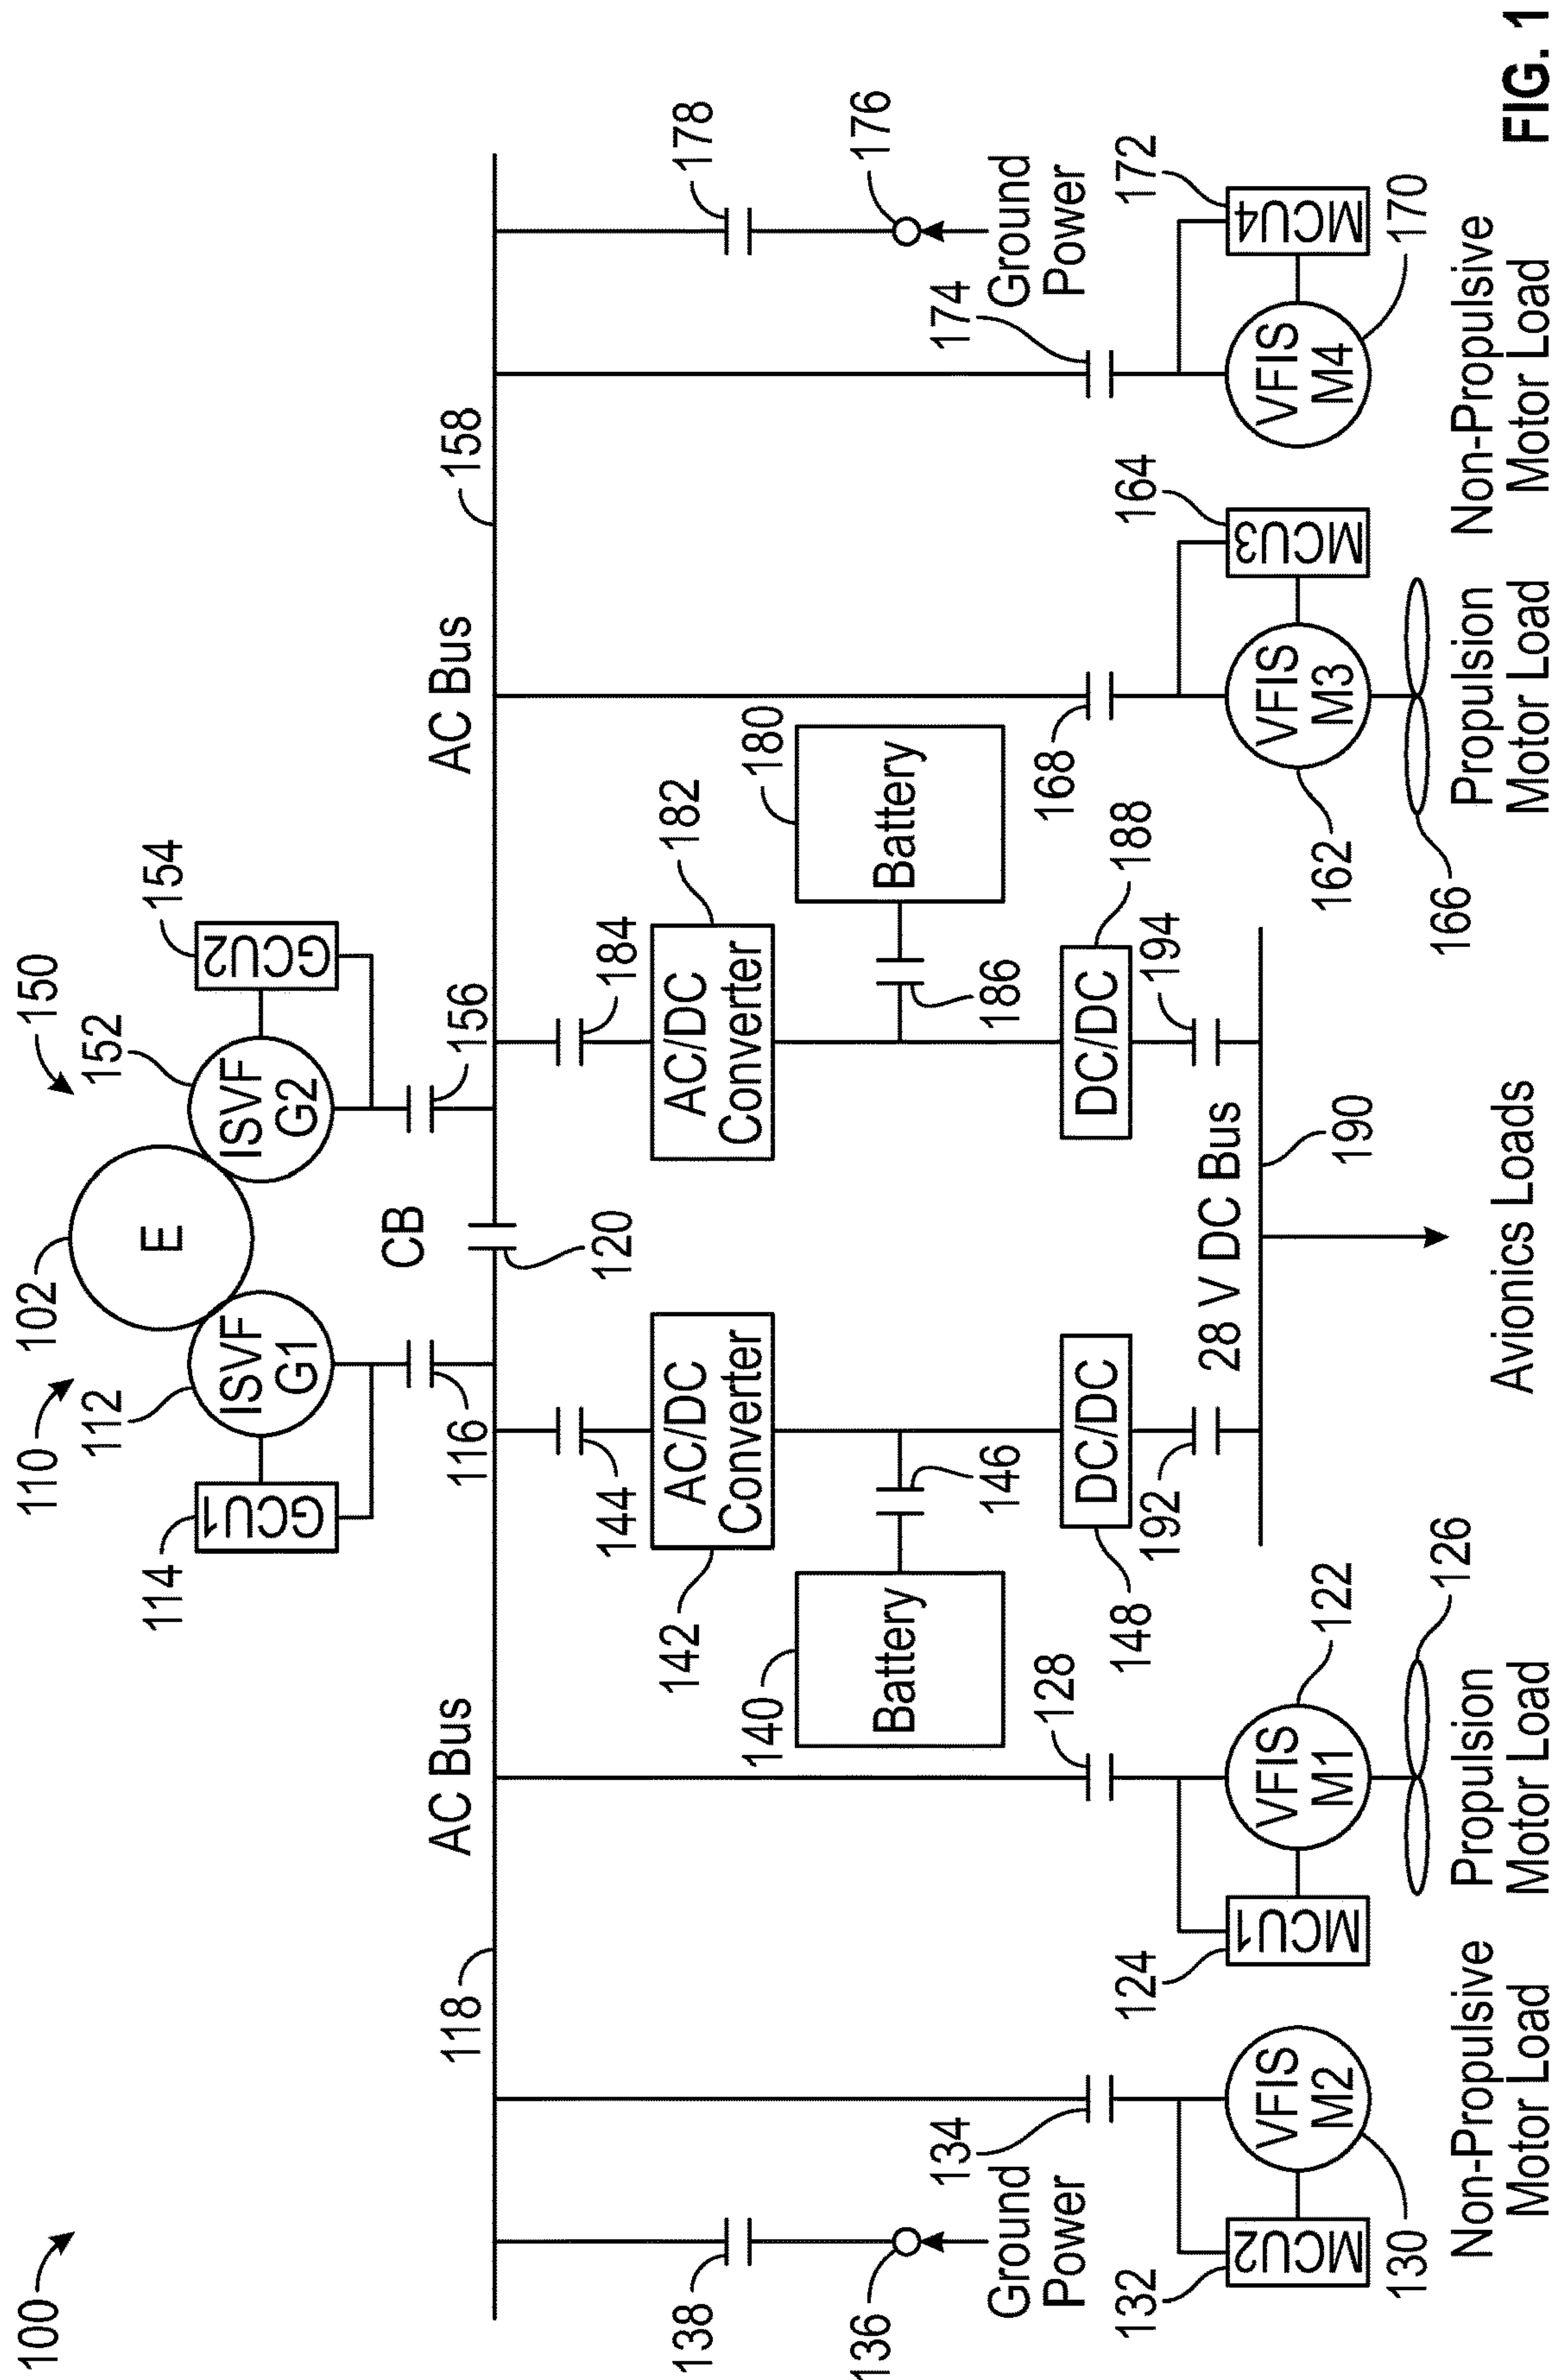 100
110
102
150
112
152
114
154
E
ISVF
G1
ISVF
G2
GCU1
GCU2
CB
116
156
118
AC Bus
AC Bus
158
120
138
144
184
178
142
AC/DC
Converter
AC/DC
Converter
182
140
Battery
Battery
180
136
146
186
176
134
Ground
Power
128
168
174
Ground
Power
148
DC/DC
DC/DC
188
192
194
132
124
164
172
28 V DC Bus
MCU2
VFIS
M2
MCU1
VFIS
M1
VFIS
M3
MCU3
VFIS
M4
MCU4
130
122
190
162
170
126
166
Non-Propulsive
Motor Load
Propulsion
Motor Load
Avionics Loads
Propulsion
Motor Load
Non-Propulsive
Motor Load
FIG. 1